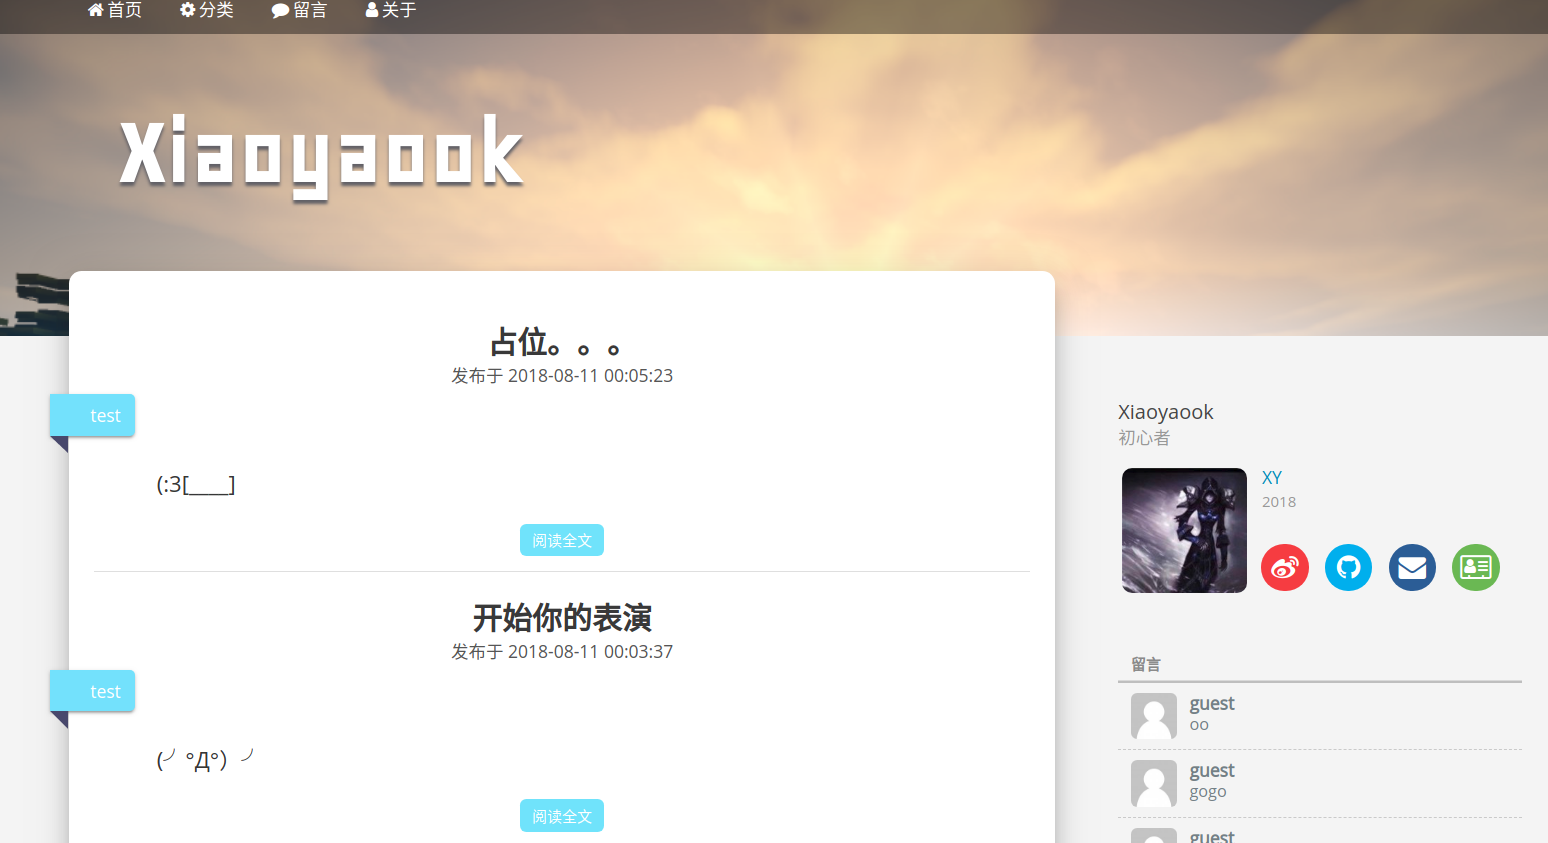 首页 分类 留言 关于
Xiaoyaook
占位。。。
发布于 2018-08-11 00:05:23
test
(:3[____]
阅读全文
开始你的表演
发布于 2018-08-11 00:03:37
test
(╯°Д°）╯
阅读全文
Xiaoyaook
初心者
XY
2018
留言
guest
oo
guest
gogo
guest